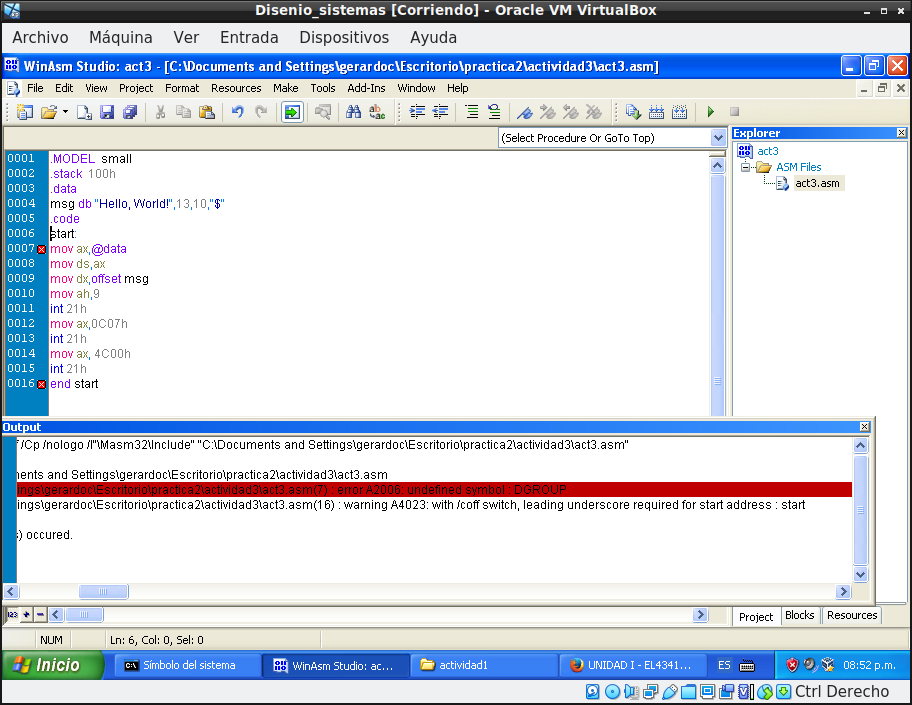 Disenio_sistemas [Corriendo] - Oracle VM VirtualBox
Archivo Máquina Ver Entrada Dispositivos Ayuda
WinAsm Studio: act3 - [C:\Documents and Settings\gerardoc\Escritorio\practica2\actividad3\act3.asm]
File Edit View Project Format Resources Make Tools Add-Ins Window Help
(Select Procedure Or GoTo Top)
0001 .MODEL small
0002 .stack 100h
0003 .data
0004 msg db "Hello, World!",13,10,"$"
0005 .code
0006 start:
0007 mov ax,@data
0008 mov ds,ax
0009 mov dx,offset msg
0010 mov ah,9
0011 int 21h
0012 mov ax,0C07h
0013 int 21h
0014 mov ax, 4C00h
0015 int 21h
0016 end start
Explorer
act3
ASM Files
act3.asm
Output
f /Cp /nologo /I"\Masm32\Include" "C:\Documents and Settings\gerardoc\Escritorio\practica2\actividad3\act3.asm"
ments and Settings\gerardoc\Escritorio\practica2\actividad3\act3.asm
ings\gerardoc\Escritorio\practica2\actividad3\act3.asm(7) : error A2006: undefined symbol : DGROUP
ings\gerardoc\Escritorio\practica2\actividad3\act3.asm(16) : warning A4023: with /coff switch, leading underscore required for start address : start
s) occured.
123
Project Blocks Resources
NUM Ln: 6, Col: 0, Sel: 0
Inicio Símbolo del sistema WinAsm Studio: ac... actividad1 UNIDAD I - EL4341... ES 08:52 p.m.
Ctrl Derecho